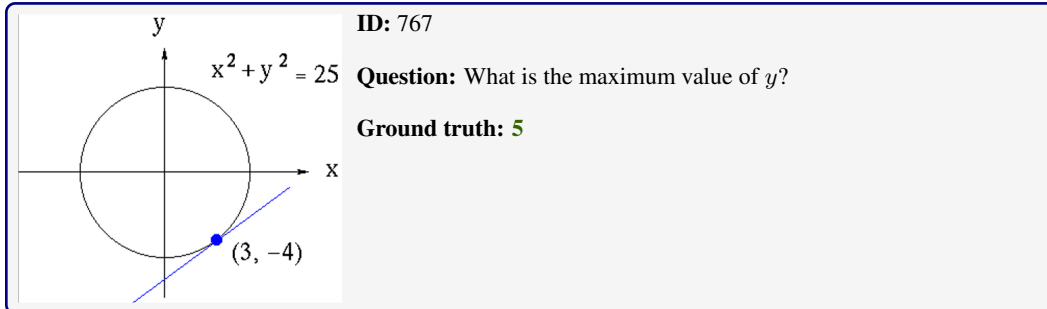 y
x² + y² = 25
x
(3, −4)
ID: 767
Question: What is the maximum value of y?
Ground truth: 5